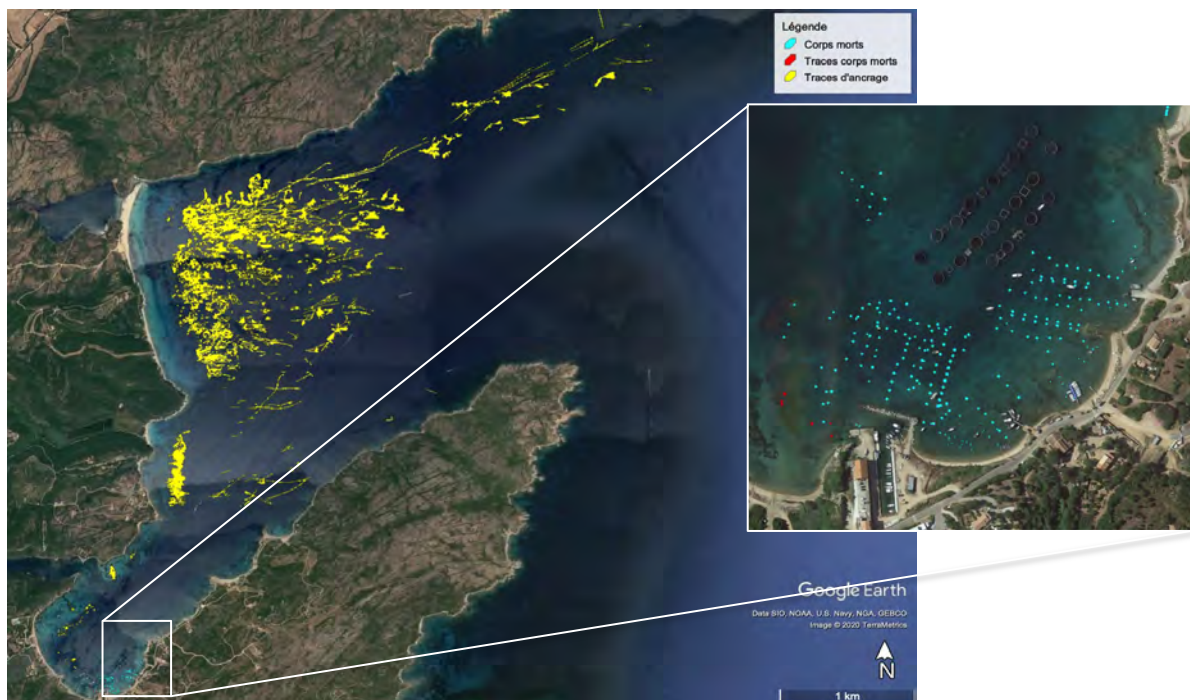 Légende
Corps morts
Traces corps morts
Traces d'ancrage
Google Earth
Data SIO, NOAA, U.S. Navy, NGA, GEBCO
Image © 2020 TerraMetrics
N
1 km